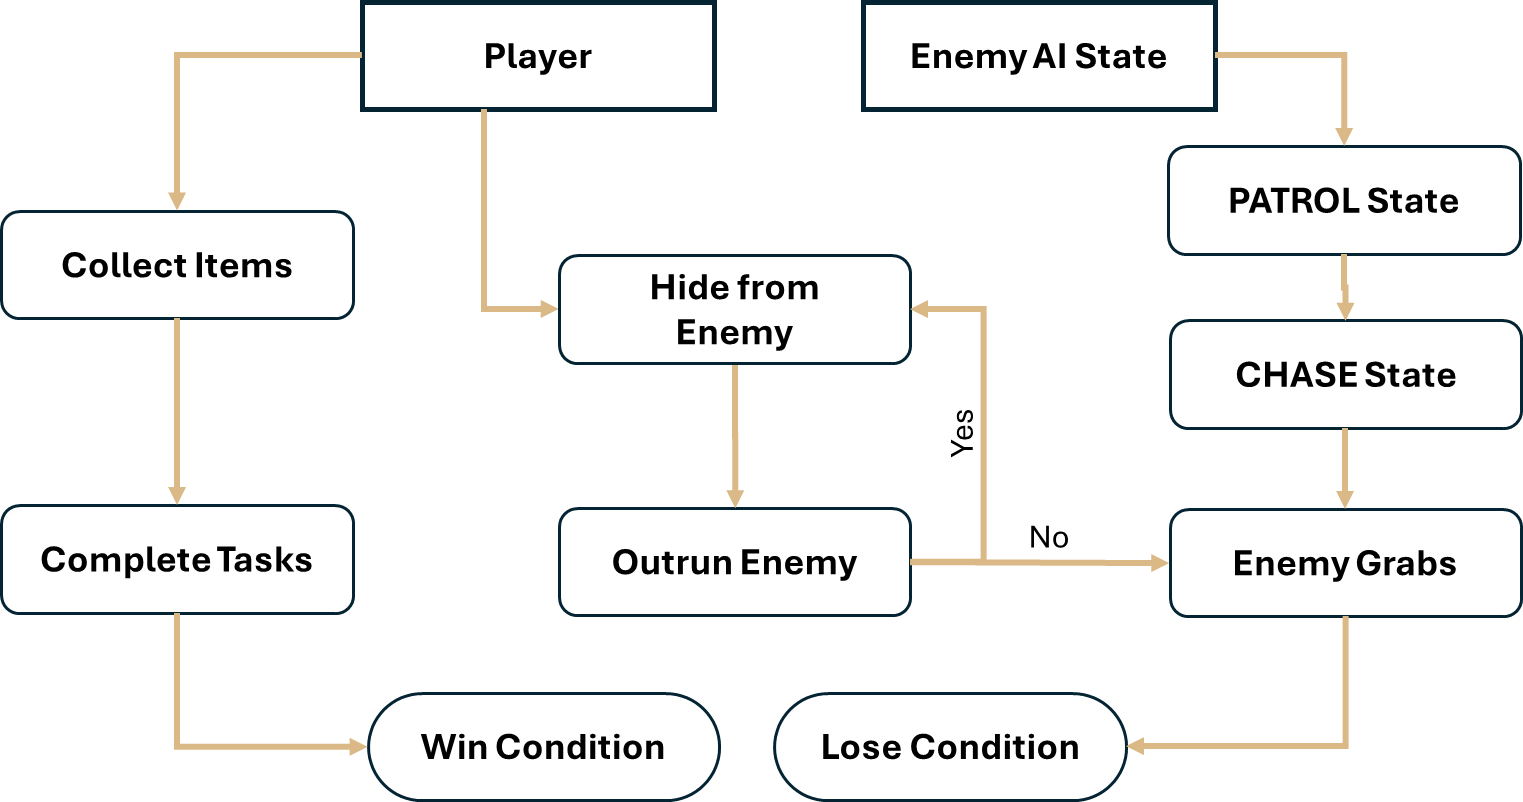 Player
Enemy AI State
PATROL State
Collect Items
Hide from
Enemy
CHASE State
Yes
No
Complete Tasks
Outrun Enemy
Enemy Grabs
Win Condition
Lose Condition